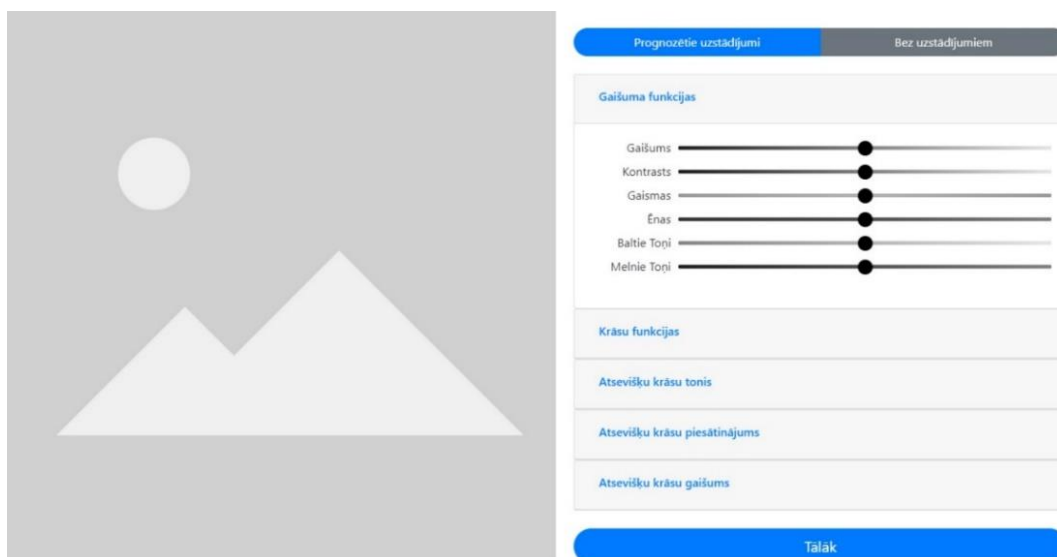 Prognozētie uzstādījumi
Bez uzstādījumiem
Gaišuma funkcijas
Gaišums
Kontrasts
Gaismas
Ēnas
Baltie Toņi
Melnie Toņi
Krāsu funkcijas
Atsevišķu krāsu tonis
Atsevišķu krāsu piesātinājums
Atsevišķu krāsu gaišums
Tālāk